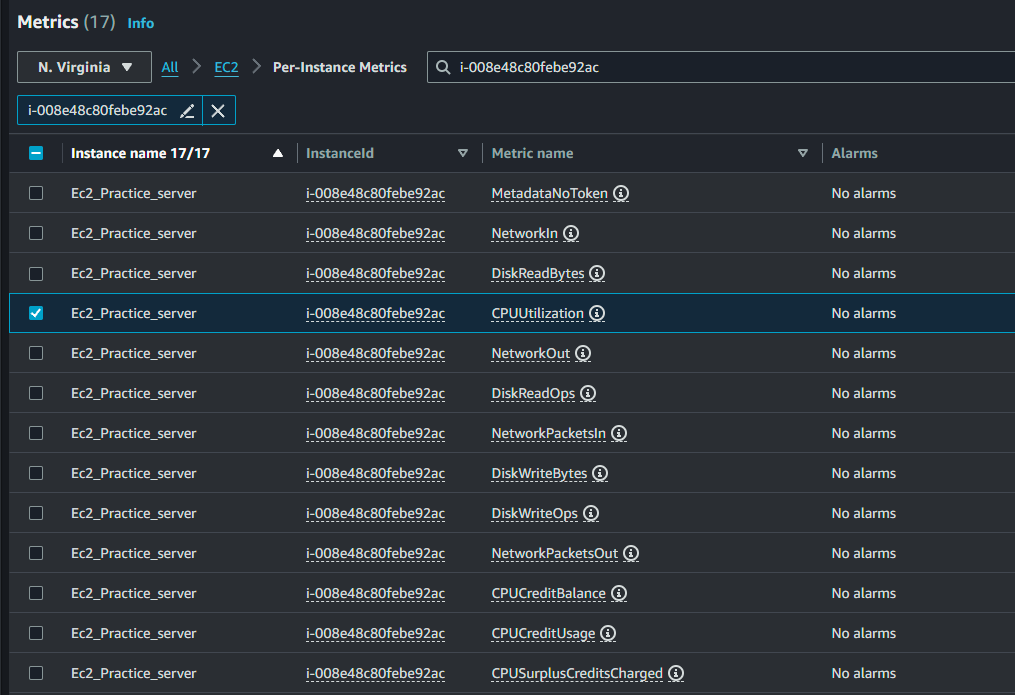 Metrics (17) Info
N. Virginia All EC2 Per-Instance Metrics i-008e48c80febe92ac
i-008e48c80febe92ac
Instance name 17/17 InstanceId Metric name Alarms
Ec2_Practice_server i-008e48c80febe92ac MetadataNoToken No alarms
Ec2_Practice_server i-008e48c80febe92ac NetworkIn No alarms
Ec2_Practice_server i-008e48c80febe92ac DiskReadBytes No alarms
Ec2_Practice_server i-008e48c80febe92ac CPUUtilization No alarms
Ec2_Practice_server i-008e48c80febe92ac NetworkOut No alarms
Ec2_Practice_server i-008e48c80febe92ac DiskReadOps No alarms
Ec2_Practice_server i-008e48c80febe92ac NetworkPacketsIn No alarms
Ec2_Practice_server i-008e48c80febe92ac DiskWriteBytes No alarms
Ec2_Practice_server i-008e48c80febe92ac DiskWriteOps No alarms
Ec2_Practice_server i-008e48c80febe92ac NetworkPacketsOut No alarms
Ec2_Practice_server i-008e48c80febe92ac CPUCreditBalance No alarms
Ec2_Practice_server i-008e48c80febe92ac CPUCreditUsage No alarms
Ec2_Practice_server i-008e48c80febe92ac CPUSurplusCreditsCharged No alarms